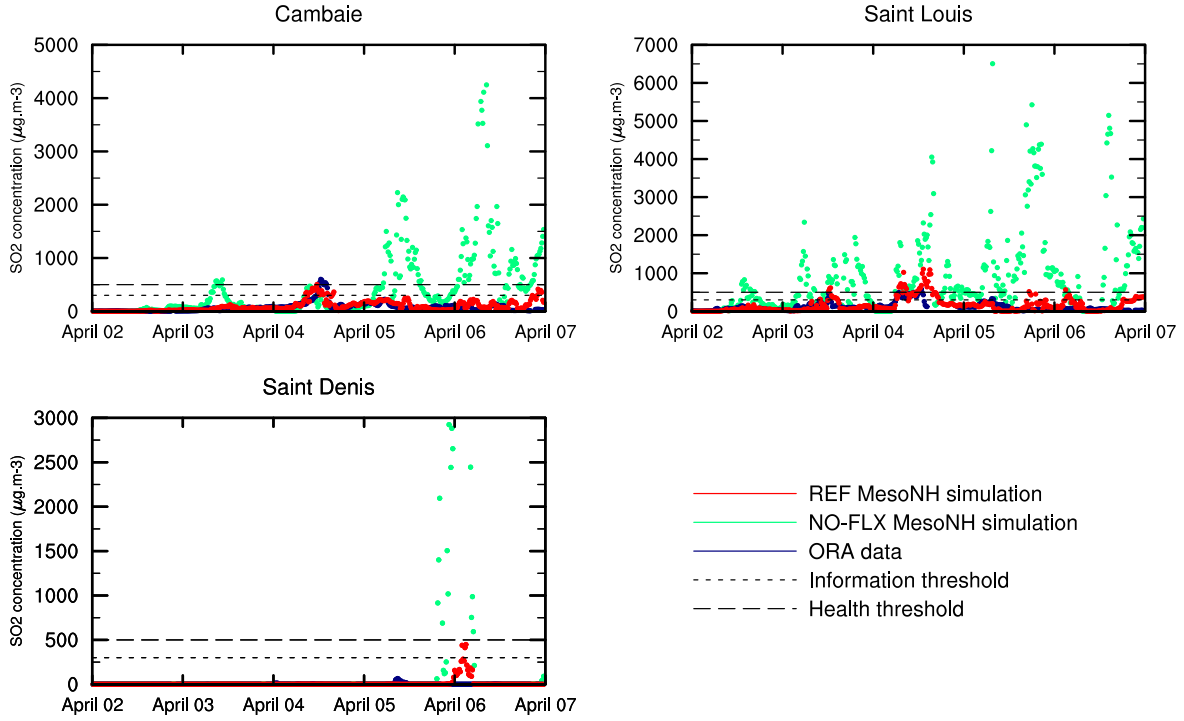 Cambaie
SO2 concentration (µg.m-3)
5000
4000
3000
2000
1000
0
April 02 April 03 April 04 April 05 April 06 April 07
Saint Louis
SO2 concentration (µg.m-3)
7000
6000
5000
4000
3000
2000
1000
0
April 02 April 03 April 04 April 05 April 06 April 07
Saint Denis
SO2 concentration (µg.m-3)
3000
2500
2000
1500
1000
500
0
April 02 April 03 April 04 April 05 April 06 April 07
REF MesoNH simulation
NO-FLX MesoNH simulation
ORA data
Information threshold
Health threshold